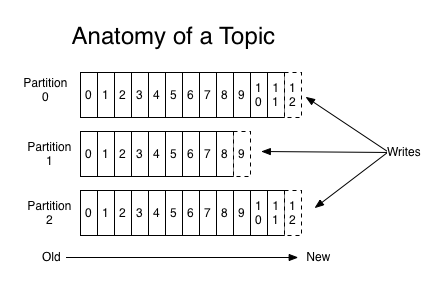 Anatomy of a Topic
Partition
0
0 1 2 3 4 5 6 7 8 9 10 11 12
Partition
1
0 1 2 3 4 5 6 7 8 9
Writes
Partition
2
0 1 2 3 4 5 6 7 8 9 10 11 12
Old New